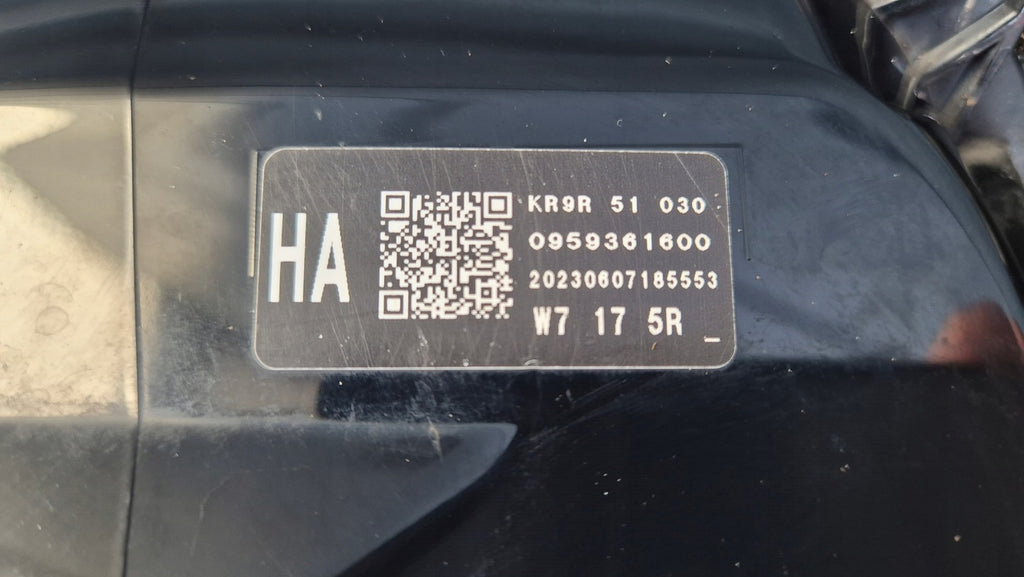 HA
KR9R 51 030
0959361600
20230607185553
W7 17 5R _